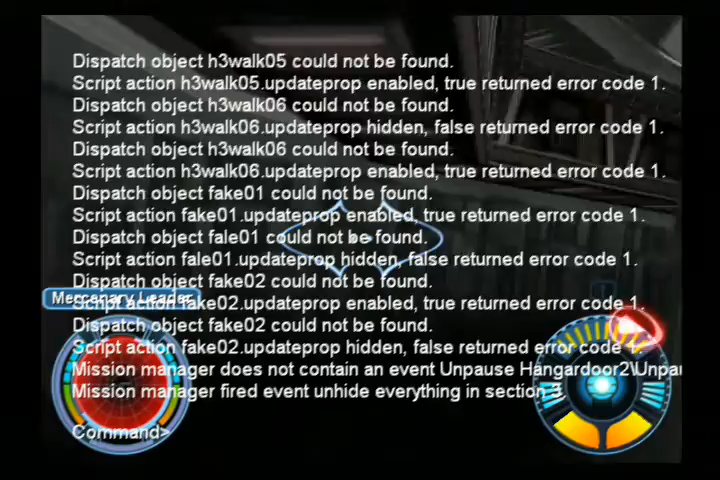 Dispatch object h3walk05 could not be found.
Script action h3walk05.updateprop enabled, true returned error code 1.
Dispatch object h3walk06 could not be found.
Script action h3walk06.updateprop hidden, false returned error code 1.
Dispatch object h3walk06 could not be found.
Script action h3walk06.updateprop enabled, true returned error code 1.
Dispatch object fake01 could not be found.
Script action fake01.updateprop enabled, true returned error code 1.
Dispatch object fale01 could not be found.
Script action fale01.updateprop hidden, false returned error code 1.
Dispatch object fake02 could not be found.
Mercenary Leader
Script action fake02.updateprop enabled, true returned error code 1.
Dispatch object fake02 could not be found.
Script action fake02.updateprop hidden, false returned error code 1.
Mission manager does not contain an event Unpause Hangardoor2\Unpau
Mission manager fired event unhide everything in section 3.
Command>